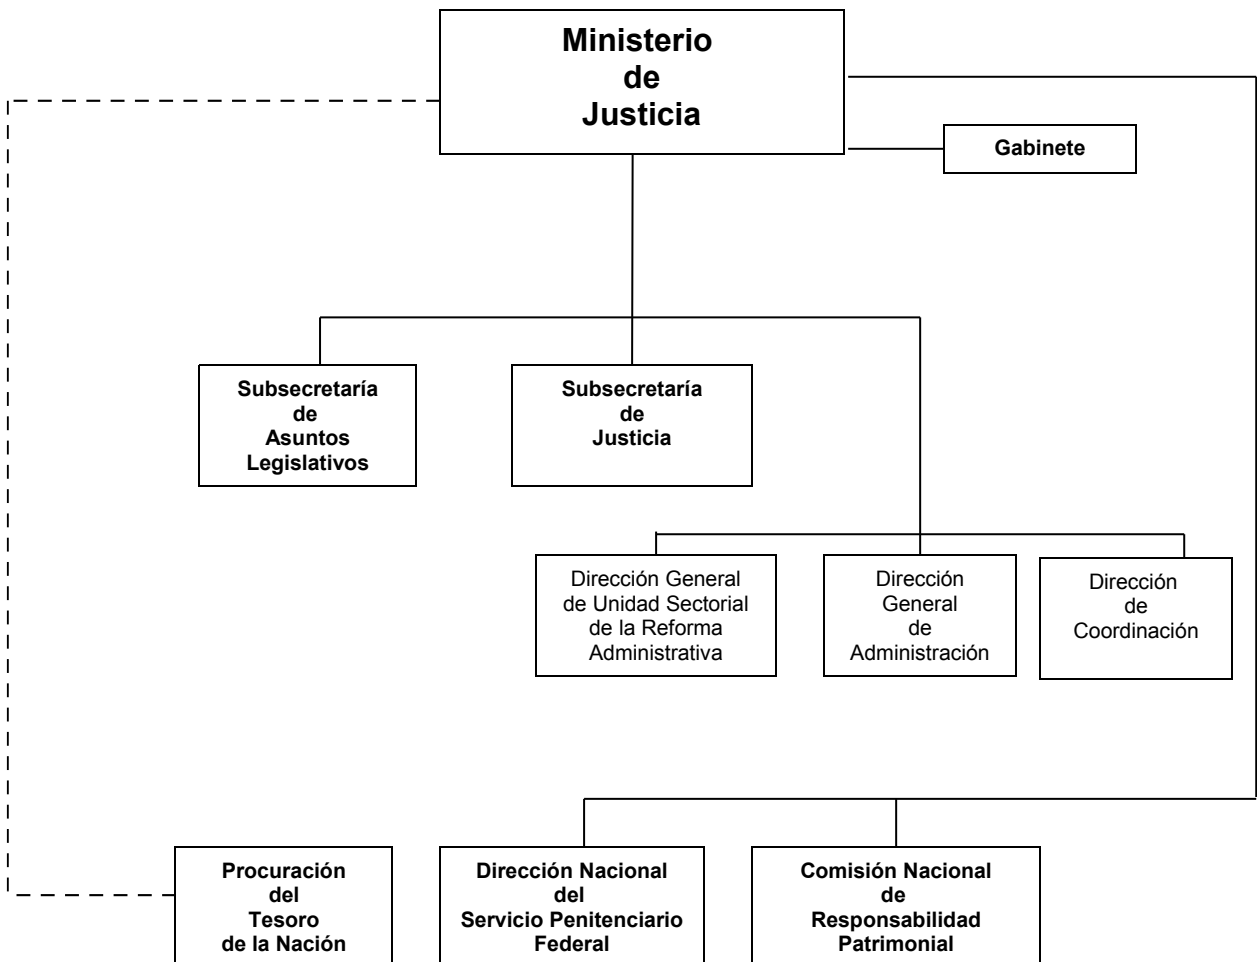 Ministerio
de
Justicia
Gabinete
Subsecretaría
de
Asuntos
Legislativos
Subsecretaría
de
Justicia
Dirección General
de Unidad Sectorial
de la Reforma
Administrativa
Dirección
General
de
Administración
Dirección
de
Coordinación
Procuración
del
Tesoro
de la Nación
Dirección Nacional
del
Servicio Penitenciario
Federal
Comisión Nacional
de
Responsabilidad
Patrimonial